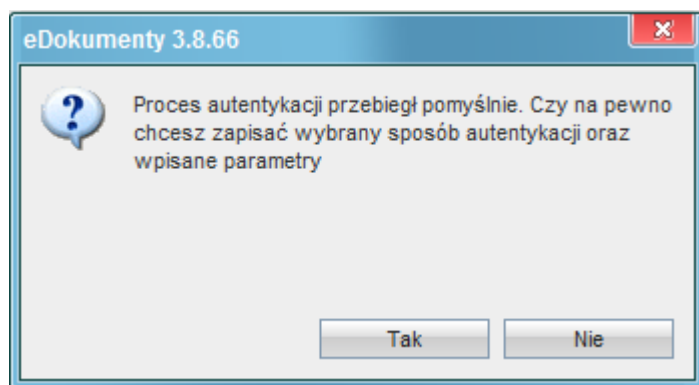 eDokumenty 3.8.66
Proces autentykacji przebiegł pomyślnie. Czy na pewno
chcesz zapisać wybrany sposób autentykacji oraz
wpisane parametry
Tak
Nie